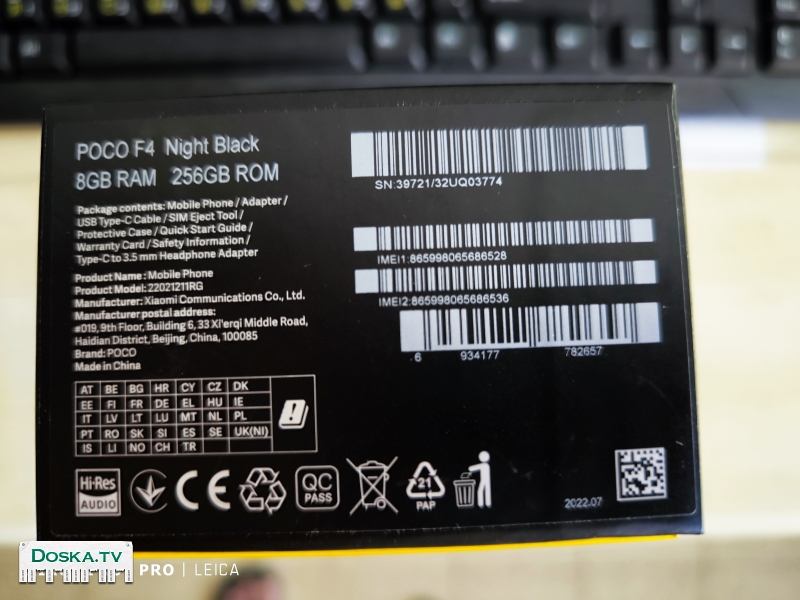 POCO F4 Night Black
8GB RAM 256GB ROM
Package contents: Mobile Phone / Adapter /
USB Type-C Cable / SIM Eject Tool /
Protective Case / Quick Start Guide /
Warranty Card / Safety Information /
Type-C to 3.5 mm Headphone Adapter
Product Name: Mobile Phone
Product Model: 22021211RG
Manufacturer: Xiaomi Communications Co., Ltd.
Manufacturer postal address:
#019, 9th Floor, Building 6, 33 Xi'erqi Middle Road,
Haidian District, Beijing, China, 100085
Brand: POCO
Made in China
SN:39721/32UQ03774
IMEI1:865998065686528
IMEI2:865998065686536
6 934177 782657
AT BE BG HR CY CZ DK
EE FI FR DE EL HU IE
IT LV LT LU MT NL PL
PT RO SK SI ES SE UK(NI)
IS LI NO CH TR
Hi-Res
AUDIO
CE
QC
PASS
21
PAP
2022.07
DOSKA.TV
PRO | LEICA